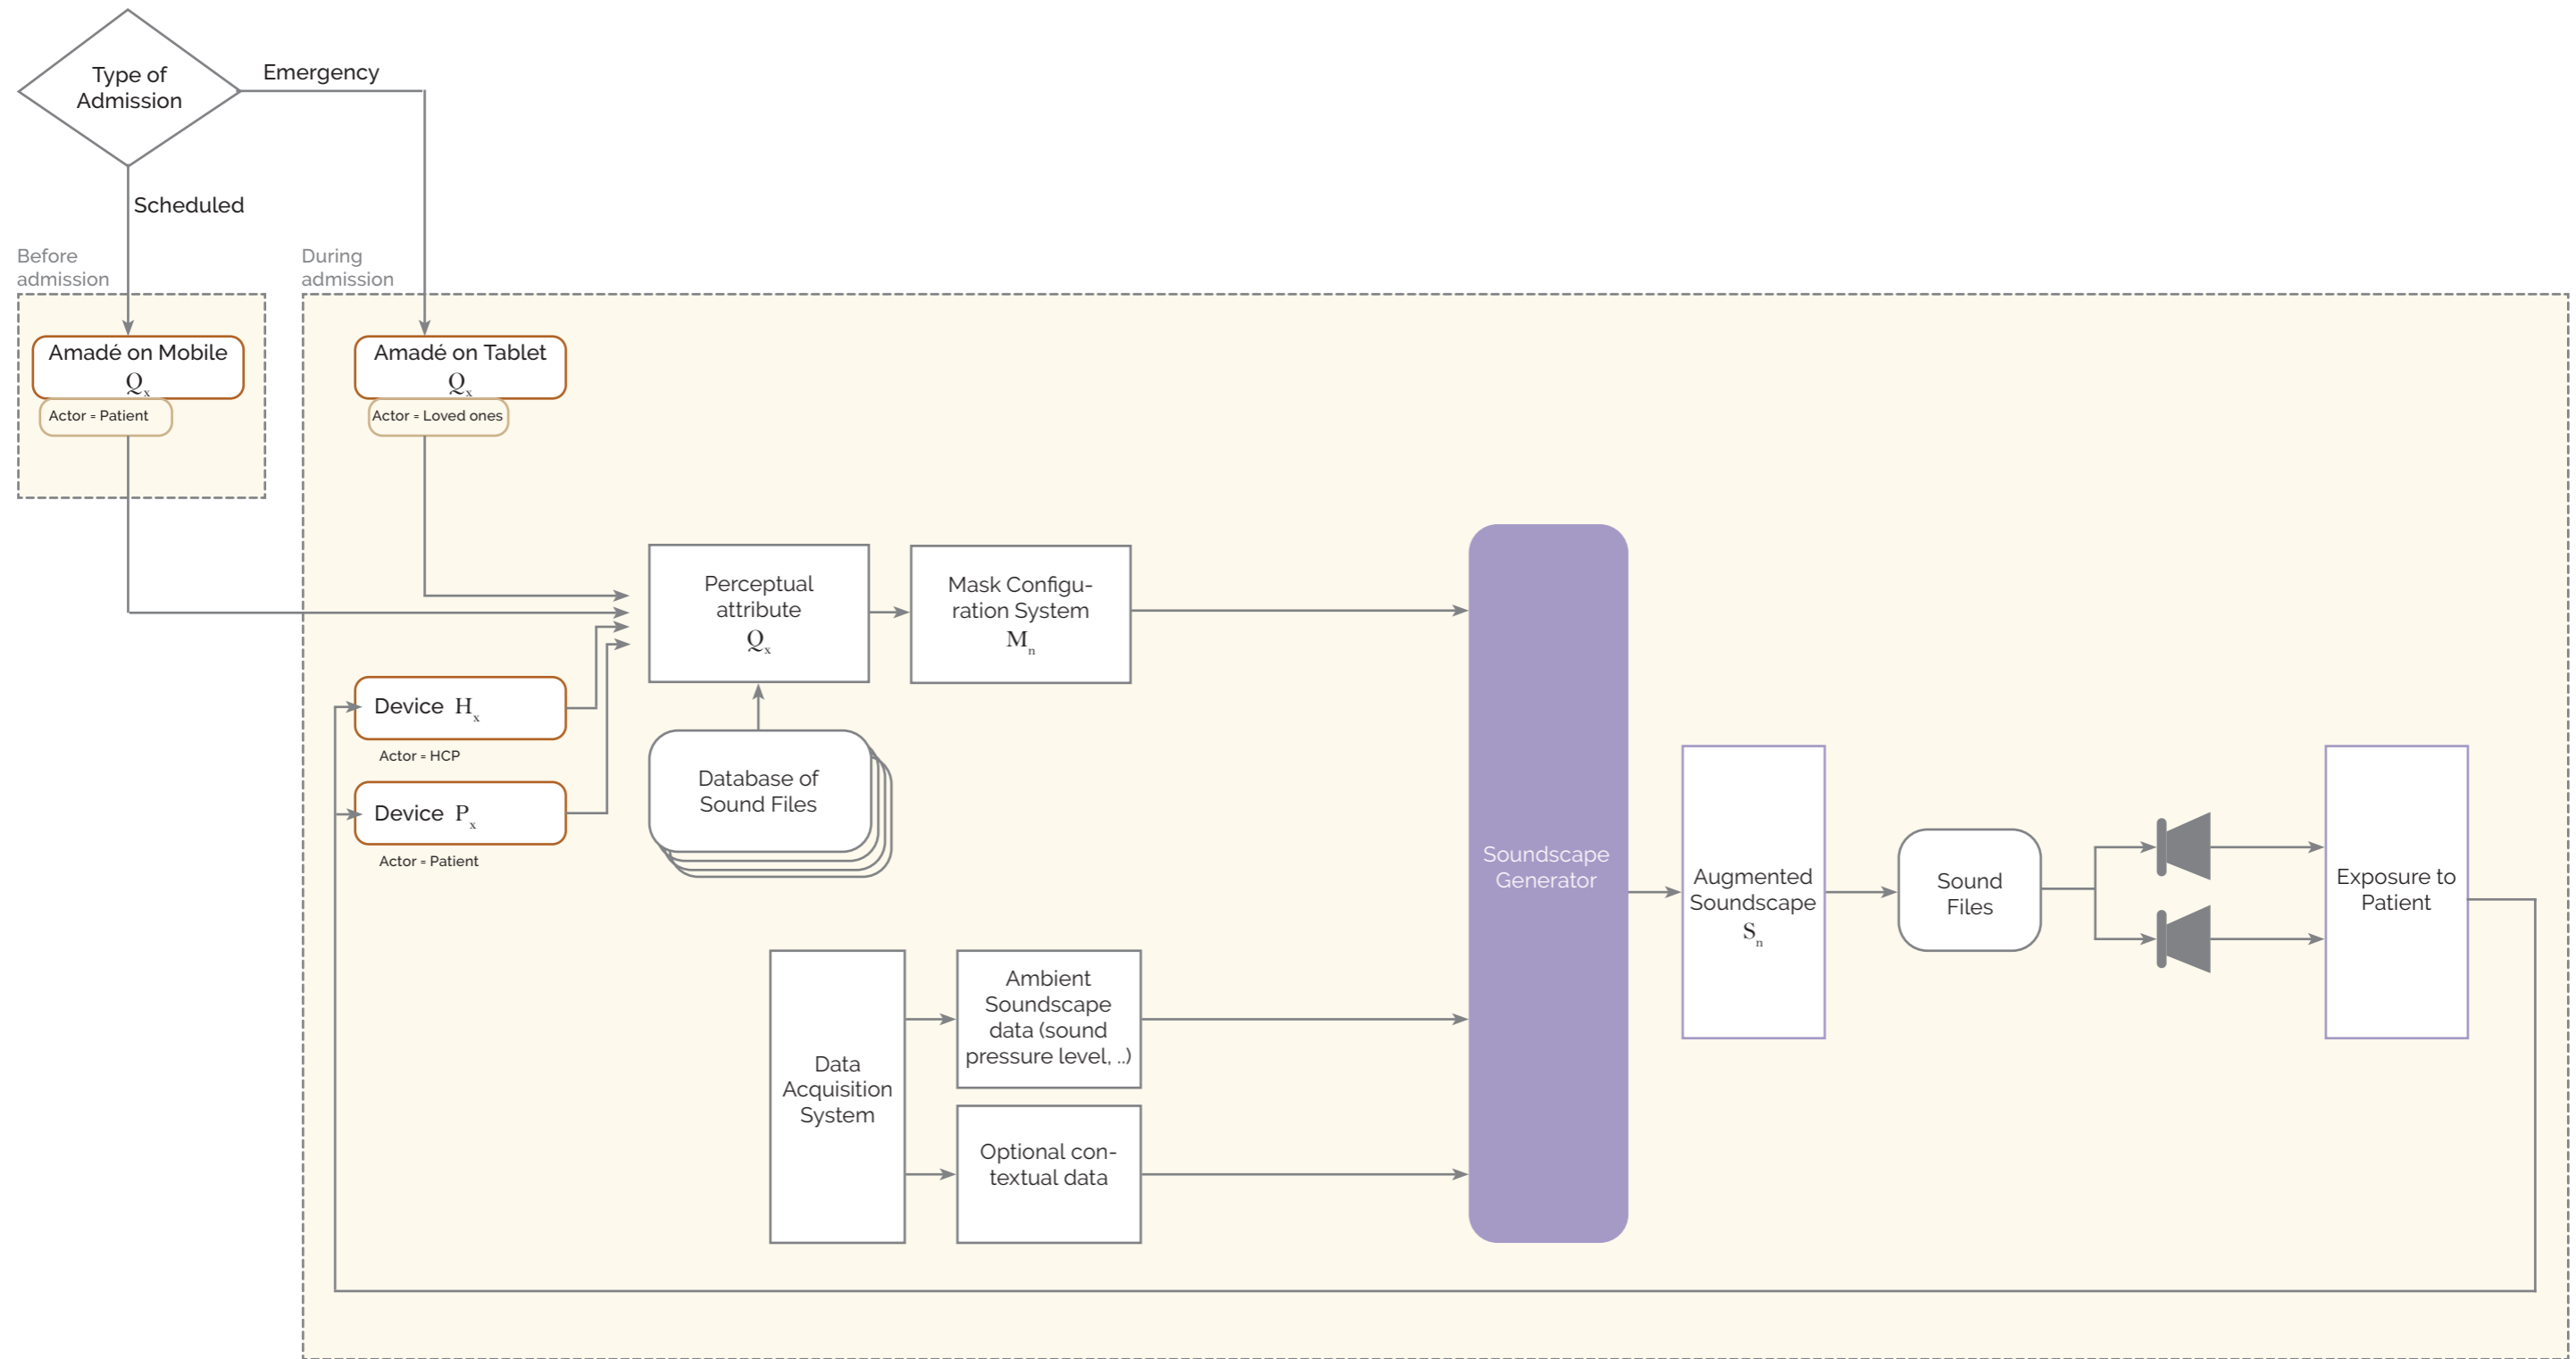 Type of
Admission
Emergency
Scheduled
Before
admission
During
admission
Amadé on Mobile
Qx
Actor = Patient
Amadé on Tablet
Qx
Actor = Loved ones
Perceptual
attribute
Qx
Mask Configu-
ration System
Mn
Device Hx
Actor = HCP
Device Px
Actor = Patient
Database of
Sound Files
Soundscape
Generator
Augmented
Soundscape
Sn
Sound
Files
Exposure to
Patient
Data
Acquisition
System
Ambient
Soundscape
data (sound
pressure level, ..)
Optional con-
textual data